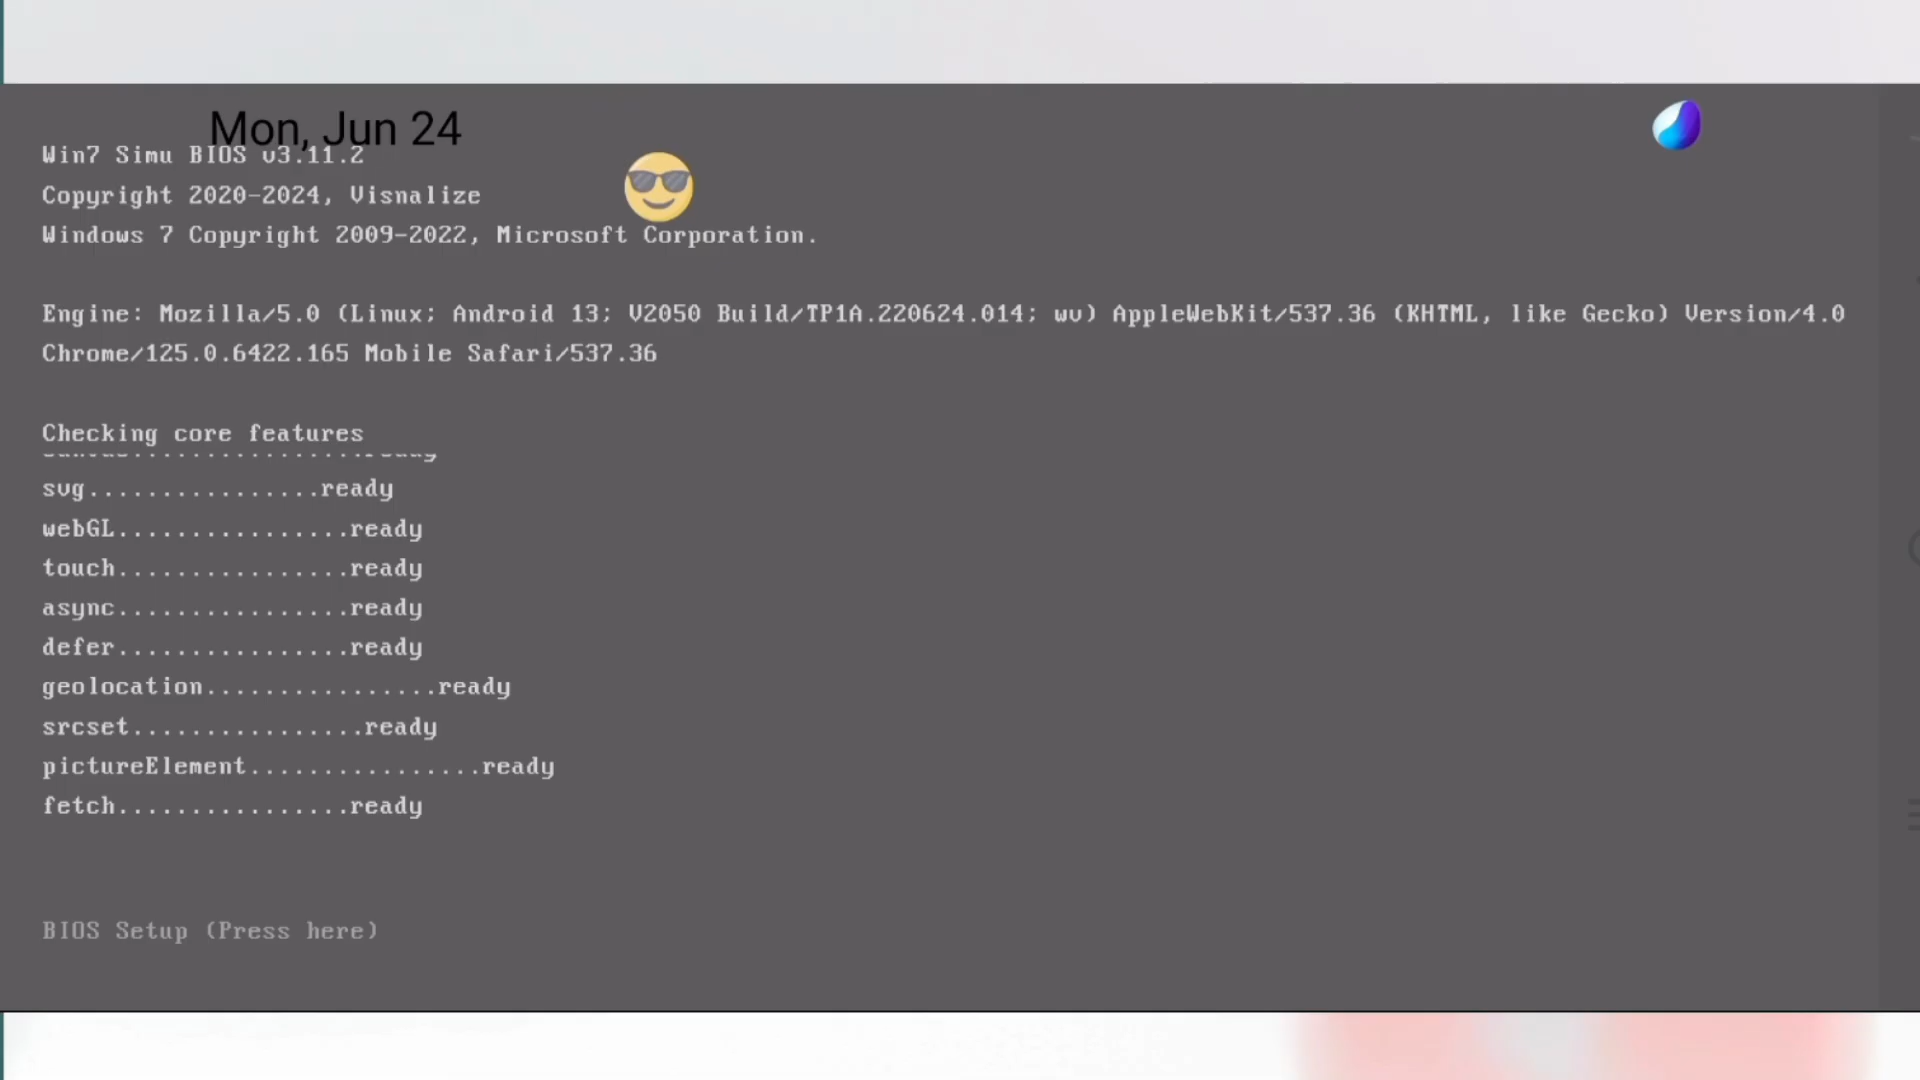 Mon, Jun 24
Win7 Simu BIOS v3.11.2
Copyright 2020-2024, Visnalize
Windows 7 Copyright 2009-2022, Microsoft Corporation.
Engine: Mozilla/5.0 (Linux; Android 13; V2050 Build/TP1A.220624.014; wv) AppleWebKit/537.36 (KHTML, like Gecko) Version/4.0
Chrome/125.0.6422.165 Mobile Safari/537.36
Checking core features
svg................ready
webGL................ready
touch................ready
async................ready
defer................ready
geolocation................ready
srcset................ready
pictureElement................ready
fetch................ready
BIOS Setup (Press here)